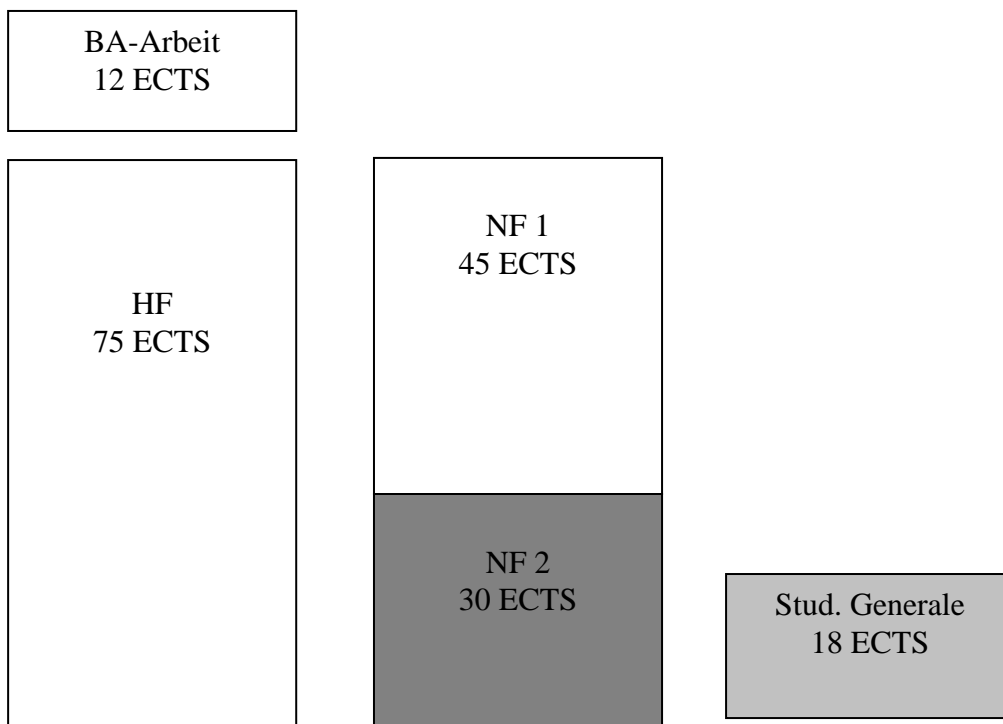 BA-Arbeit
12 ECTS
HF
75 ECTS
NF 1
45 ECTS
NF 2
30 ECTS
Stud. Generale
18 ECTS